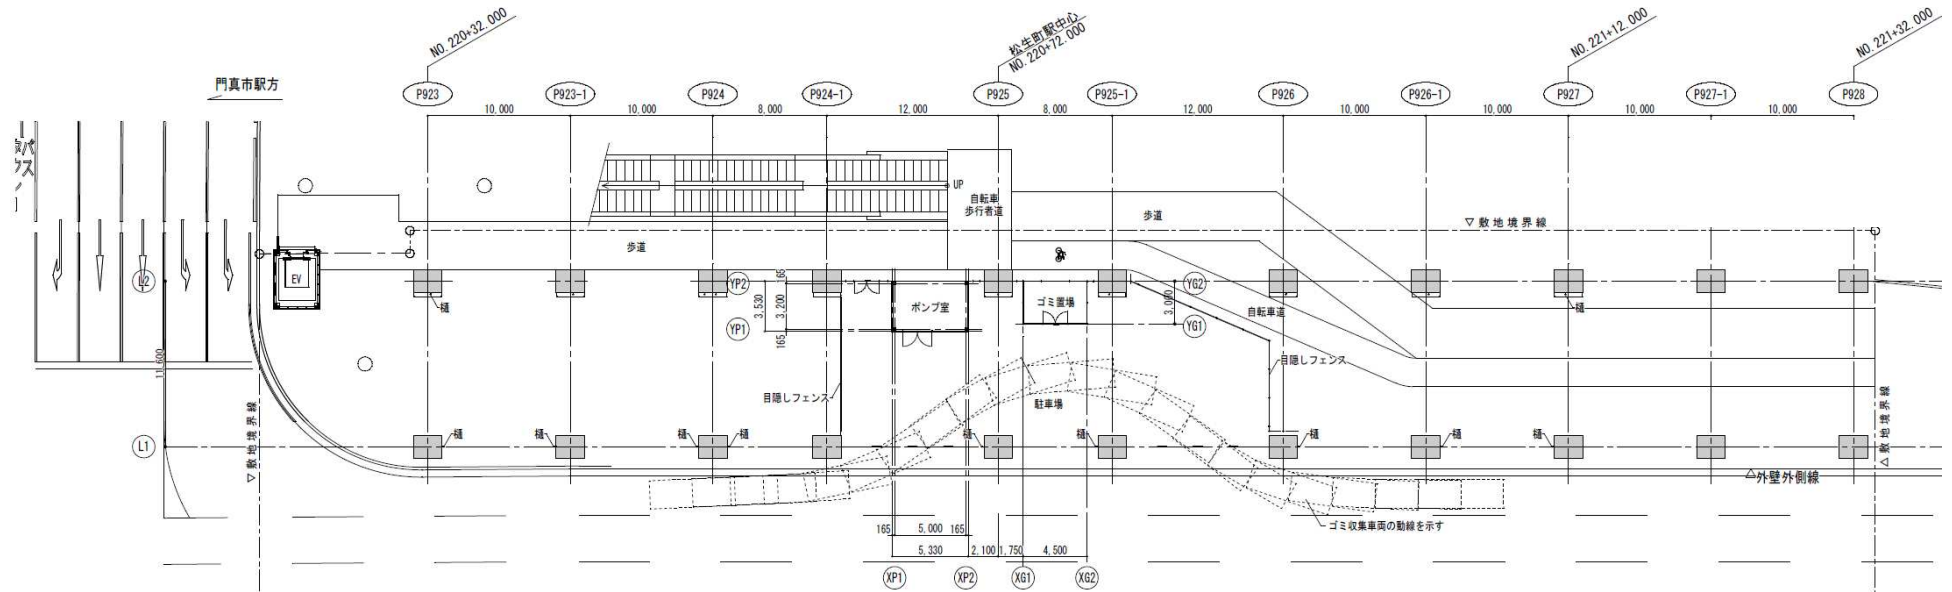 NO.220+32.000
松生町駅中心
NO.220+72.000
NO.221+12.000
NO.221+32.000
門真市駅方
P923
P923-1
P924
P924-1
P925
P925-1
P926
P926-1
P927
P927-1
P928
10,000
10,000
8,000
12,000
8,000
12,000
10,000
10,000
10,000
10,000
バス
UP
自転車
歩行者道
歩道
歩道
▽敷地境界線
EV
L2
樋
YP2
YP1
165
3,200
3,530
165
ポンプ室
ゴミ置場
3,000
YG2
YG1
自転車道
樋
目隠しフェンス
目隠しフェンス
駐車場
11,600
▽敷地境界線
L1
樋
樋
樋
樋
樋
樋
樋
樋
樋
△敷地境界線
△外壁外側線
ゴミ収集車両の動線を示す
165
5,000
165
5,330
2,100
1,750
4,500
XP1
XP2
XG1
XG2